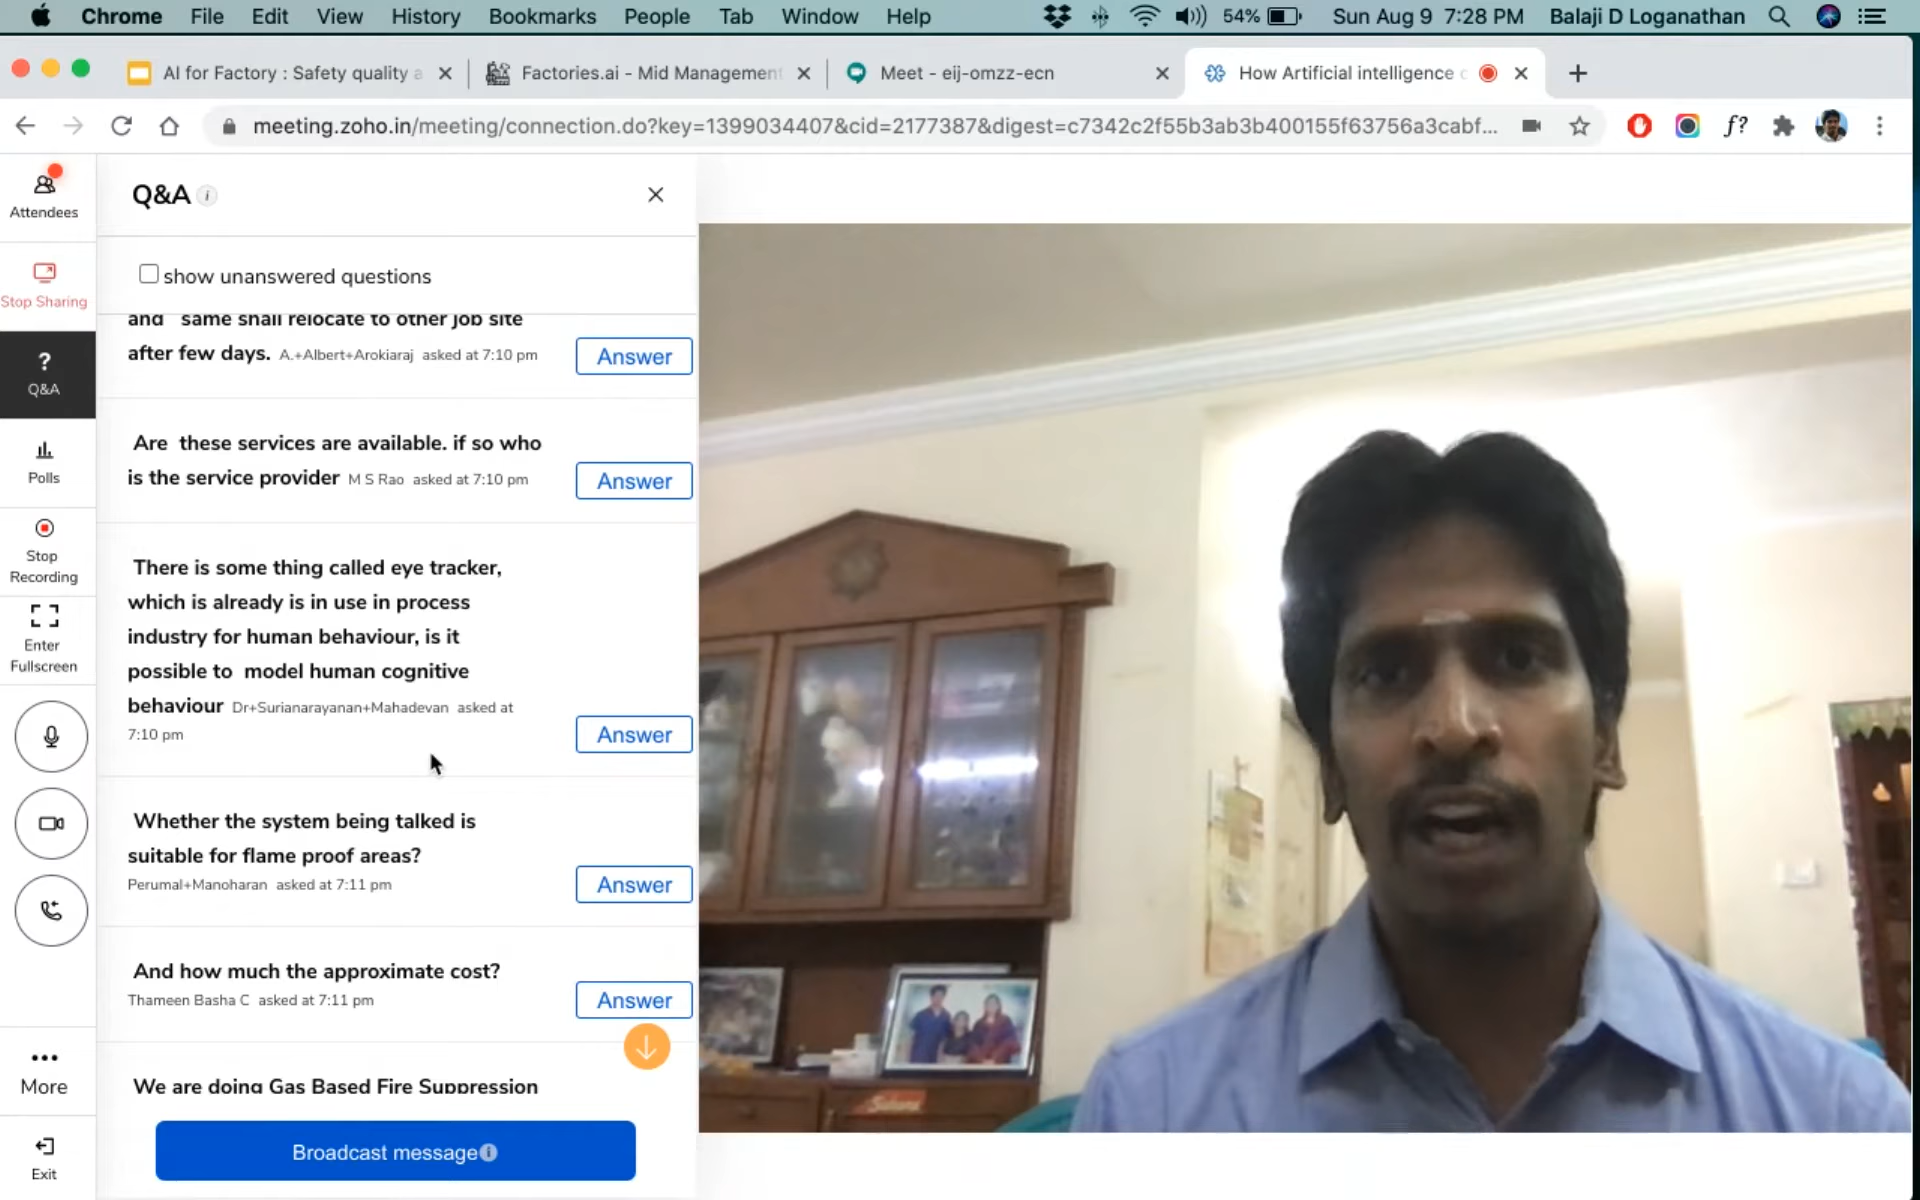 Chrome File Edit View History Bookmarks People Tab Window Help 54% Sun Aug 9 7:28 PM Balaji D Loganathan
AI for Factory : Safety quality a
Factories.ai - Mid Management
Meet - eij-omzz-ecn
How Artificial intelligence c
meeting.zoho.in/meeting/connection.do?key=1399034407&cid=2177387&digest=c7342c2f55b3ab3b400155f63756a3cabf...
f?
Attendees
Stop Sharing
?
Q&A
Polls
Stop
Recording
Enter
Fullscreen
More
Exit
Q&A i
show unanswered questions
and same shall relocate to other job site
after few days. A.+Albert+Arokiaraj asked at 7:10 pm
Answer
Are these services are available. if so who
is the service provider M S Rao asked at 7:10 pm
Answer
There is some thing called eye tracker,
which is already is in use in process
industry for human behaviour, is it
possible to model human cognitive
behaviour Dr+Surianarayanan+Mahadevan asked at
7:10 pm
Answer
Whether the system being talked is
suitable for flame proof areas?
Perumal+Manoharan asked at 7:11 pm
Answer
And how much the approximate cost?
Thameen Basha C asked at 7:11 pm
Answer
We are doing Gas Based Fire Suppression
Broadcast message i